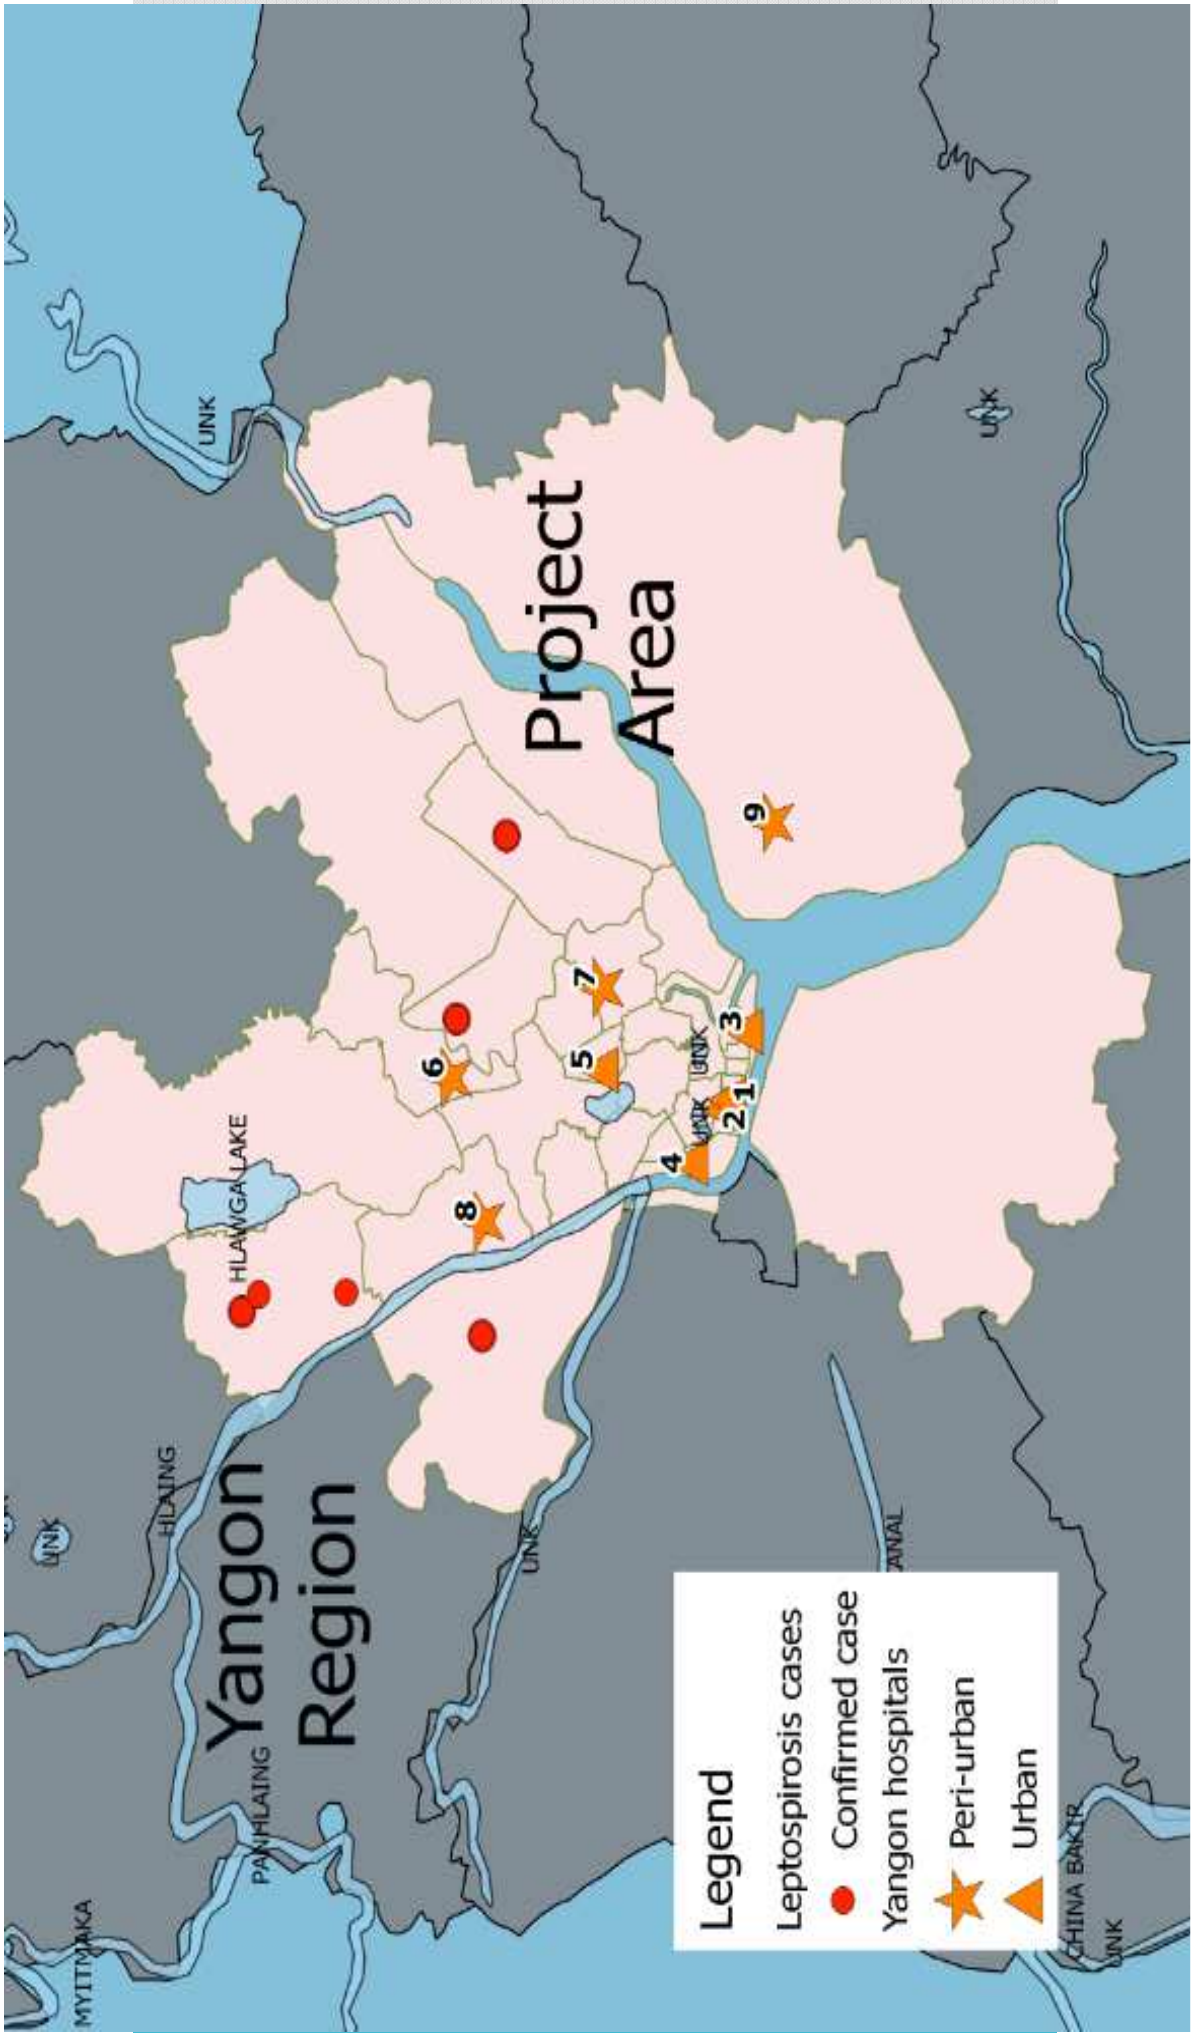 Yangon
Region
Project
Area
MYITMAKA
PANHLAING
HLAING
UNK
HLAWGA LAKE
UNK
UNK
UNK
UNK
UNK
ANAL
CHINA BAKIR
UNK
1
2
3
4
5
6
7
8
9
Legend
Leptospirosis cases
Confirmed case
Yangon hospitals
Peri-urban
Urban